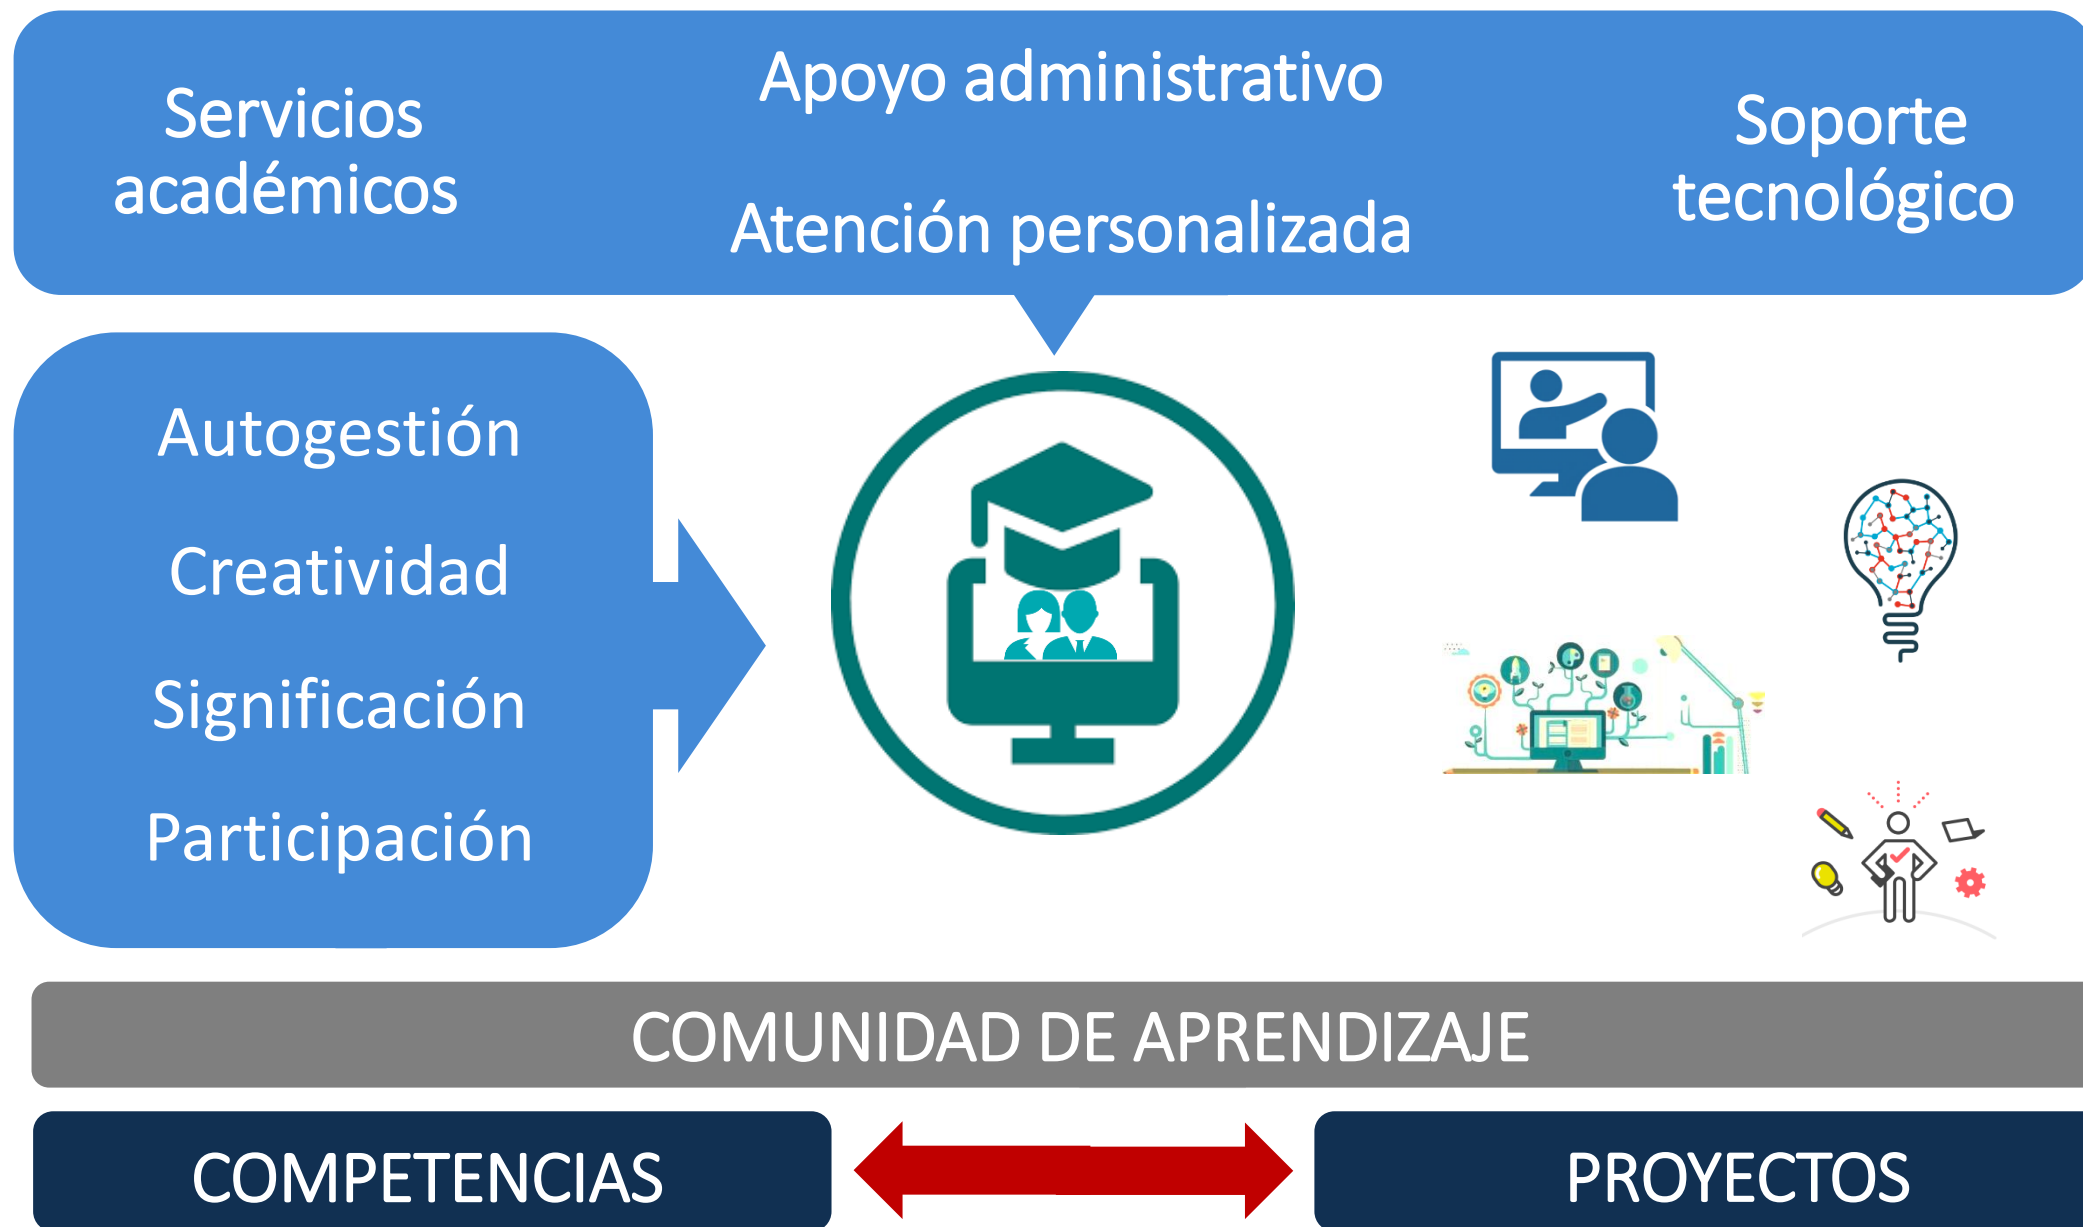 Servicios
académicos
Apoyo administrativo
Atención personalizada
Soporte
tecnológico
Autogestión
Creatividad
Significación
Participación
COMUNIDAD DE APRENDIZAJE
COMPETENCIAS
PROYECTOS